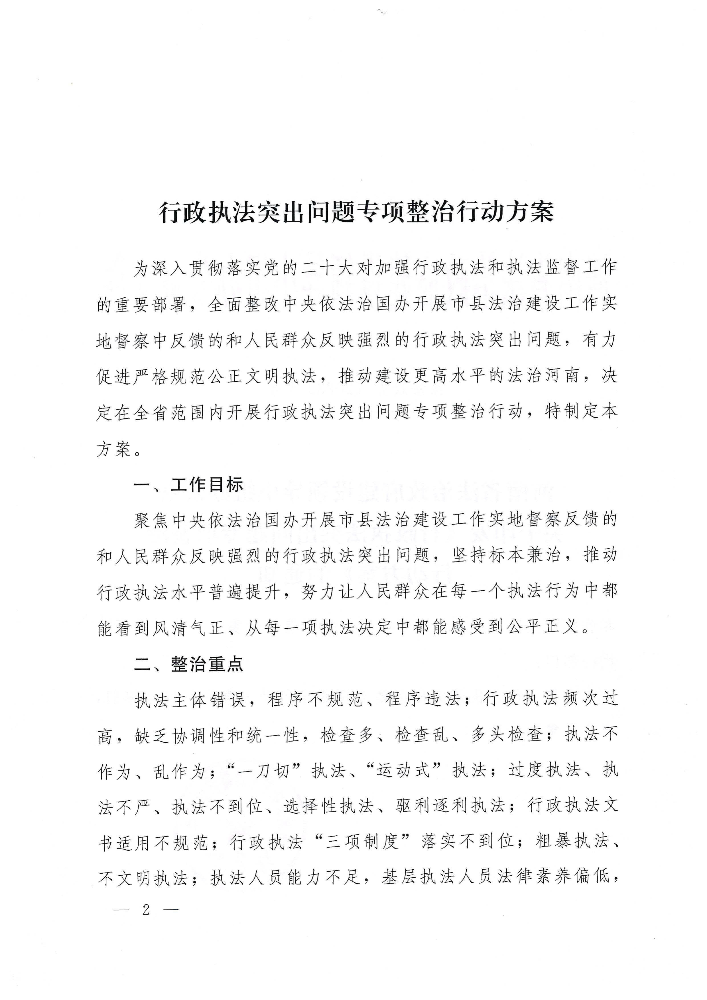 行政执法突出问题专项整治行动方案
为深入贯彻落实党的二十大对加强行政执法和执法监督工作
的重要部署，全面整改中央依法治国办开展市县法治建设工作实
地督察中反馈的和人民群众反映强烈的行政执法突出问题，有力
促进严格规范公正文明执法，推动建设更高水平的法治河南，决
定在全省范围内开展行政执法突出问题专项整治行动，特制定本
方案。
一、工作目标
聚焦中央依法治国办开展市县法治建设工作实地督察反馈的
和人民群众反映强烈的行政执法突出问题，坚持标本兼治，推动
行政执法水平普遍提升，努力让人民群众在每一个执法行为中都
能看到风清气正、从每一项执法决定中都能感受到公平正义。
二、整治重点
执法主体错误，程序不规范、程序违法；行政执法频次过
高，缺乏协调性和统一性，检查多、检查乱、多头检查；执法不
作为、乱作为；“一刀切”执法、“运动式”执法；过度执法、执
法不严、执法不到位、选择性执法、驱利逐利执法；行政执法文
书适用不规范；行政执法“三项制度”落实不到位；粗暴执法、
不文明执法；执法人员能力不足，基层执法人员法律素养偏低，
— 2 —